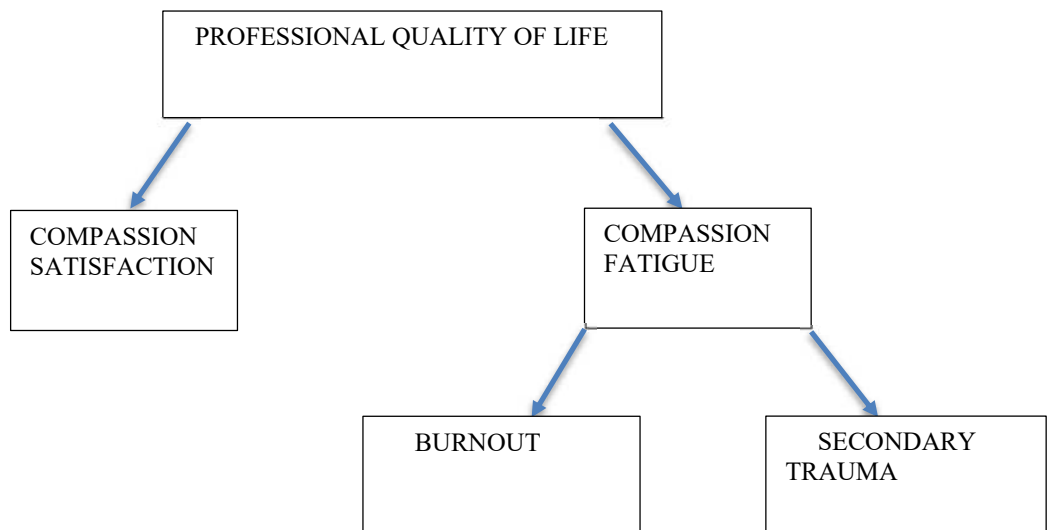 PROFESSIONAL QUALITY OF LIFE
COMPASSION
SATISFACTION
COMPASSION
FATIGUE
BURNOUT
SECONDARY
TRAUMA